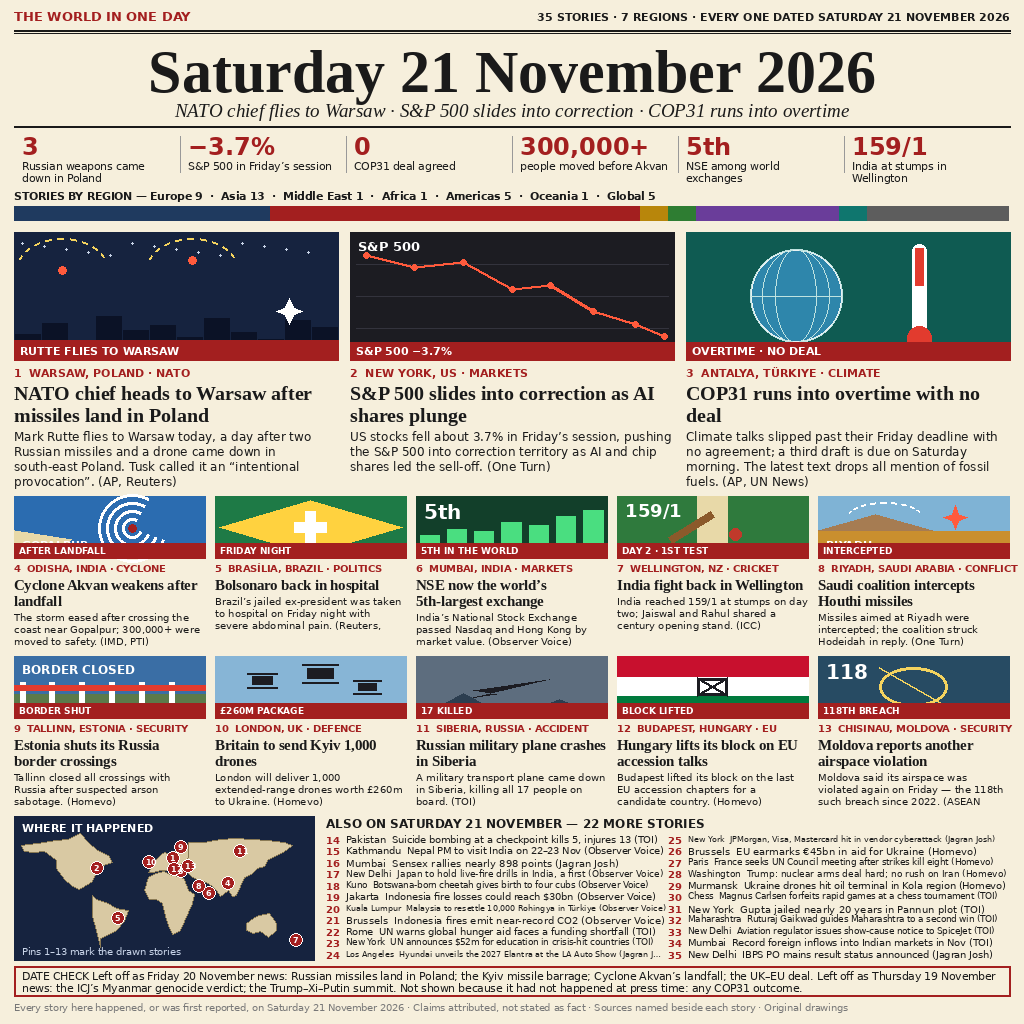 THE WORLD IN ONE DAY
35 STORIES · 7 REGIONS · EVERY ONE DATED SATURDAY 21 NOVEMBER 2026
Saturday 21 November 2026
NATO chief flies to Warsaw · S&P 500 slides into correction · COP31 runs into overtime
3
Russian weapons came
down in Poland
−3.7%
S&P 500 in Friday’s session
0
COP31 deal agreed
300,000+
people moved before Akvan
5th
NSE among world
exchanges
159/1
India at stumps in
Wellington
STORIES BY REGION — Europe 9 · Asia 13 · Middle East 1 · Africa 1 · Americas 5 · Oceania 1 · Global 5
RUTTE FLIES TO WARSAW
1 WARSAW, POLAND · NATO
NATO chief heads to Warsaw after
missiles land in Poland
Mark Rutte flies to Warsaw today, a day after two
Russian missiles and a drone came down in
south-east Poland. Tusk called it an “intentional
provocation”. (AP, Reuters)
S&P 500
S&P 500 −3.7%
2 NEW YORK, US · MARKETS
S&P 500 slides into correction as AI
shares plunge
US stocks fell about 3.7% in Friday’s session, pushing
the S&P 500 into correction territory as AI and chip
shares led the sell-off. (One Turn)
OVERTIME · NO DEAL
3 ANTALYA, TÜRKIYE · CLIMATE
COP31 runs into overtime with no
deal
Climate talks slipped past their Friday deadline with
no agreement; a third draft is due on Saturday
morning. The latest text drops all mention of fossil
fuels. (AP, UN News)
AFTER LANDFALL
4 ODISHA, INDIA · CYCLONE
Cyclone Akvan weakens after
landfall
The storm eased after crossing the
coast near Gopalpur; 300,000+ were
moved to safety. (IMD, PTI)
FRIDAY NIGHT
5 BRASÍLIA, BRAZIL · POLITICS
Bolsonaro back in hospital
Brazil’s jailed ex-president was taken
to hospital on Friday night with
severe abdominal pain. (Reuters,
5th
5TH IN THE WORLD
6 MUMBAI, INDIA · MARKETS
NSE now the world’s
5th-largest exchange
India’s National Stock Exchange
passed Nasdaq and Hong Kong by
market value. (Observer Voice)
159/1
DAY 2 · 1ST TEST
7 WELLINGTON, NZ · CRICKET
India fight back in Wellington
India reached 159/1 at stumps on day
two; Jaiswal and Rahul shared a
century opening stand. (ICC)
RIYADH
INTERCEPTED
8 RIYADH, SAUDI ARABIA · CONFLICT
Saudi coalition intercepts
Houthi missiles
Missiles aimed at Riyadh were
intercepted; the coalition struck
Hodeidah in reply. (One Turn)
BORDER CLOSED
BORDER SHUT
9 TALLINN, ESTONIA · SECURITY
Estonia shuts its Russia
border crossings
Tallinn closed all crossings with
Russia after suspected arson
sabotage. (Homevo)
£260M PACKAGE
10 LONDON, UK · DEFENCE
Britain to send Kyiv 1,000
drones
London will deliver 1,000
extended-range drones worth £260m
to Ukraine. (Homevo)
17 KILLED
11 SIBERIA, RUSSIA · ACCIDENT
Russian military plane crashes
in Siberia
A military transport plane came down
in Siberia, killing all 17 people on
board. (TOI)
BLOCK LIFTED
12 BUDAPEST, HUNGARY · EU
Hungary lifts its block on EU
accession talks
Budapest lifted its block on the last
EU accession chapters for a
candidate country. (Homevo)
118
118TH BREACH
13 CHISINAU, MOLDOVA · SECURITY
Moldova reports another
airspace violation
Moldova said its airspace was
violated again on Friday — the 118th
such breach since 2022. (ASEAN
WHERE IT HAPPENED
Pins 1–13 mark the drawn stories
ALSO ON SATURDAY 21 NOVEMBER — 22 MORE STORIES
14 Pakistan Suicide bombing at a checkpoint kills 5, injures 13 (TOI)
15 Kathmandu Nepal PM to visit India on 22–23 Nov (Observer Voice)
16 Mumbai Sensex rallies nearly 898 points (Jagran Josh)
17 New Delhi Japan to hold live-fire drills in India, a first (Observer Voice)
18 Kuno Botswana-born cheetah gives birth to four cubs (Observer Voice)
19 Jakarta Indonesia fire losses could reach $30bn (Observer Voice)
20 Kuala Lumpur Malaysia to resettle 10,000 Rohingya in Türkiye (Observer Voice)
21 Brussels Indonesia fires emit near-record CO2 (Observer Voice)
22 Rome UN warns global hunger aid faces a funding shortfall (TOI)
23 New York UN announces $52m for education in crisis-hit countries (TOI)
24 Los Angeles Hyundai unveils the 2027 Elantra at the LA Auto Show (Jagran J…
25 New York JPMorgan, Visa, Mastercard hit in vendor cyberattack (Jagran Josh)
26 Brussels EU earmarks €45bn in aid for Ukraine (Homevo)
27 Paris France seeks UN Council meeting after strikes kill eight (Homevo)
28 Washington Trump: nuclear arms deal hard; no rush on Iran (Homevo)
29 Murmansk Ukraine drones hit oil terminal in Kola region (Homevo)
30 Chess Magnus Carlsen forfeits rapid games at a chess tournament (TOI)
31 New York Gupta jailed nearly 20 years in Pannun plot (TOI)
32 Maharashtra Ruturaj Gaikwad guides Maharashtra to a second win (TOI)
33 New Delhi Aviation regulator issues show-cause notice to SpiceJet (TOI)
34 Mumbai Record foreign inflows into Indian markets in Nov (TOI)
35 New Delhi IBPS PO mains result status announced (Jagran Josh)
DATE CHECK Left off as Friday 20 November news: Russian missiles land in Poland; the Kyiv missile barrage; Cyclone Akvan’s landfall; the UK–EU deal. Left off as Thursday 19 November
news: the ICJ’s Myanmar genocide verdict; the Trump–Xi–Putin summit. Not shown because it had not happened at press time: any COP31 outcome.
Every story here happened, or was first reported, on Saturday 21 November 2026 · Claims attributed, not stated as fact · Sources named beside each story · Original drawings